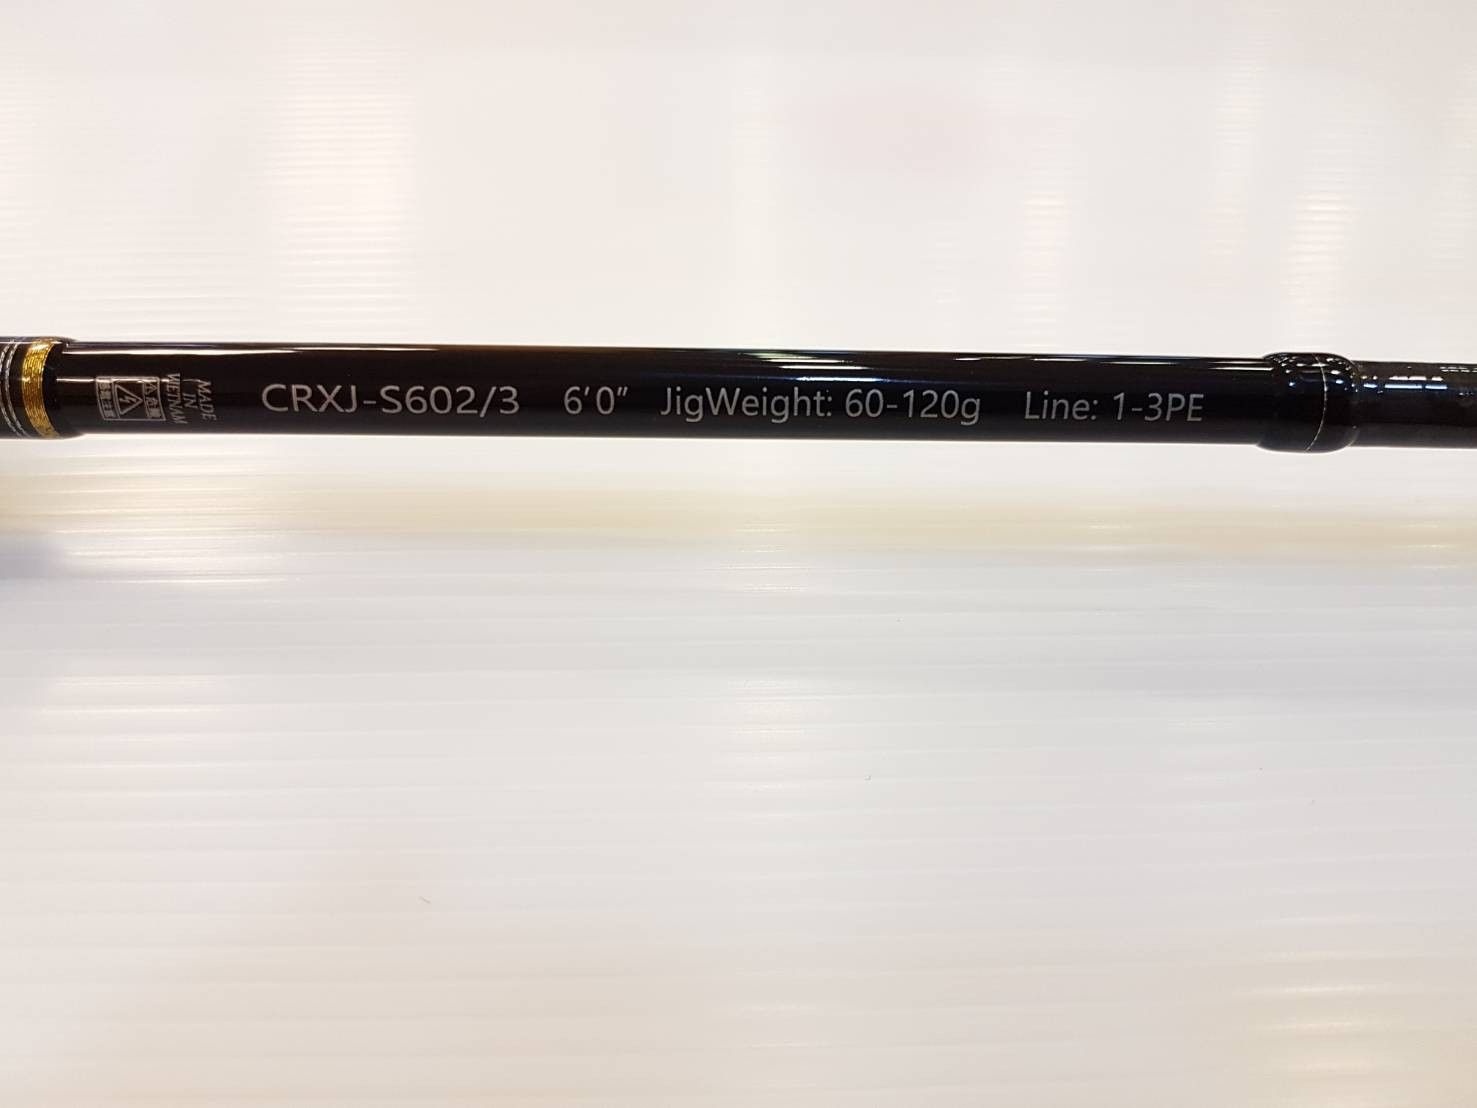 MADE
IN
VIETNAM
CRXJ-S602/3 6'0" JigWeight: 60-120g Line: 1-3PE